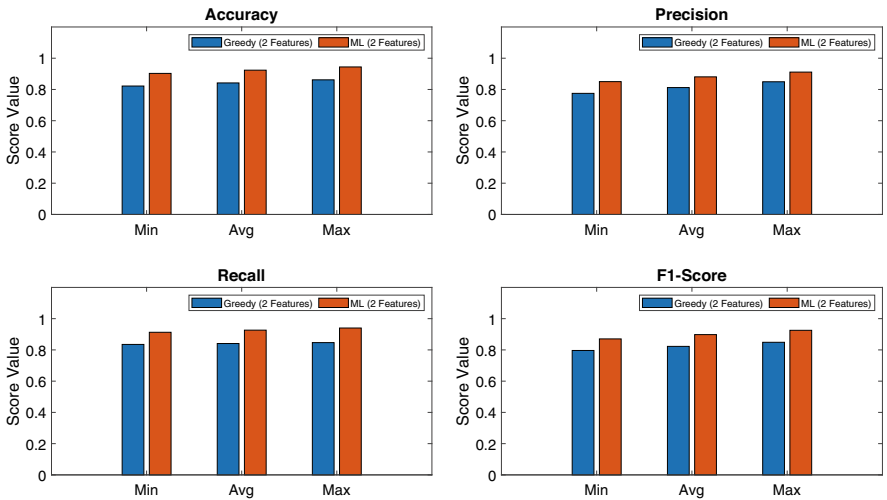 Accuracy
Greedy (2 Features) ML (2 Features)
Score Value
1
0.8
0.6
0.4
0.2
0
Min Avg Max
Precision
Greedy (2 Features) ML (2 Features)
Score Value
1
0.8
0.6
0.4
0.2
0
Min Avg Max
Recall
Greedy (2 Features) ML (2 Features)
Score Value
1
0.8
0.6
0.4
0.2
0
Min Avg Max
F1-Score
Greedy (2 Features) ML (2 Features)
Score Value
1
0.8
0.6
0.4
0.2
0
Min Avg Max